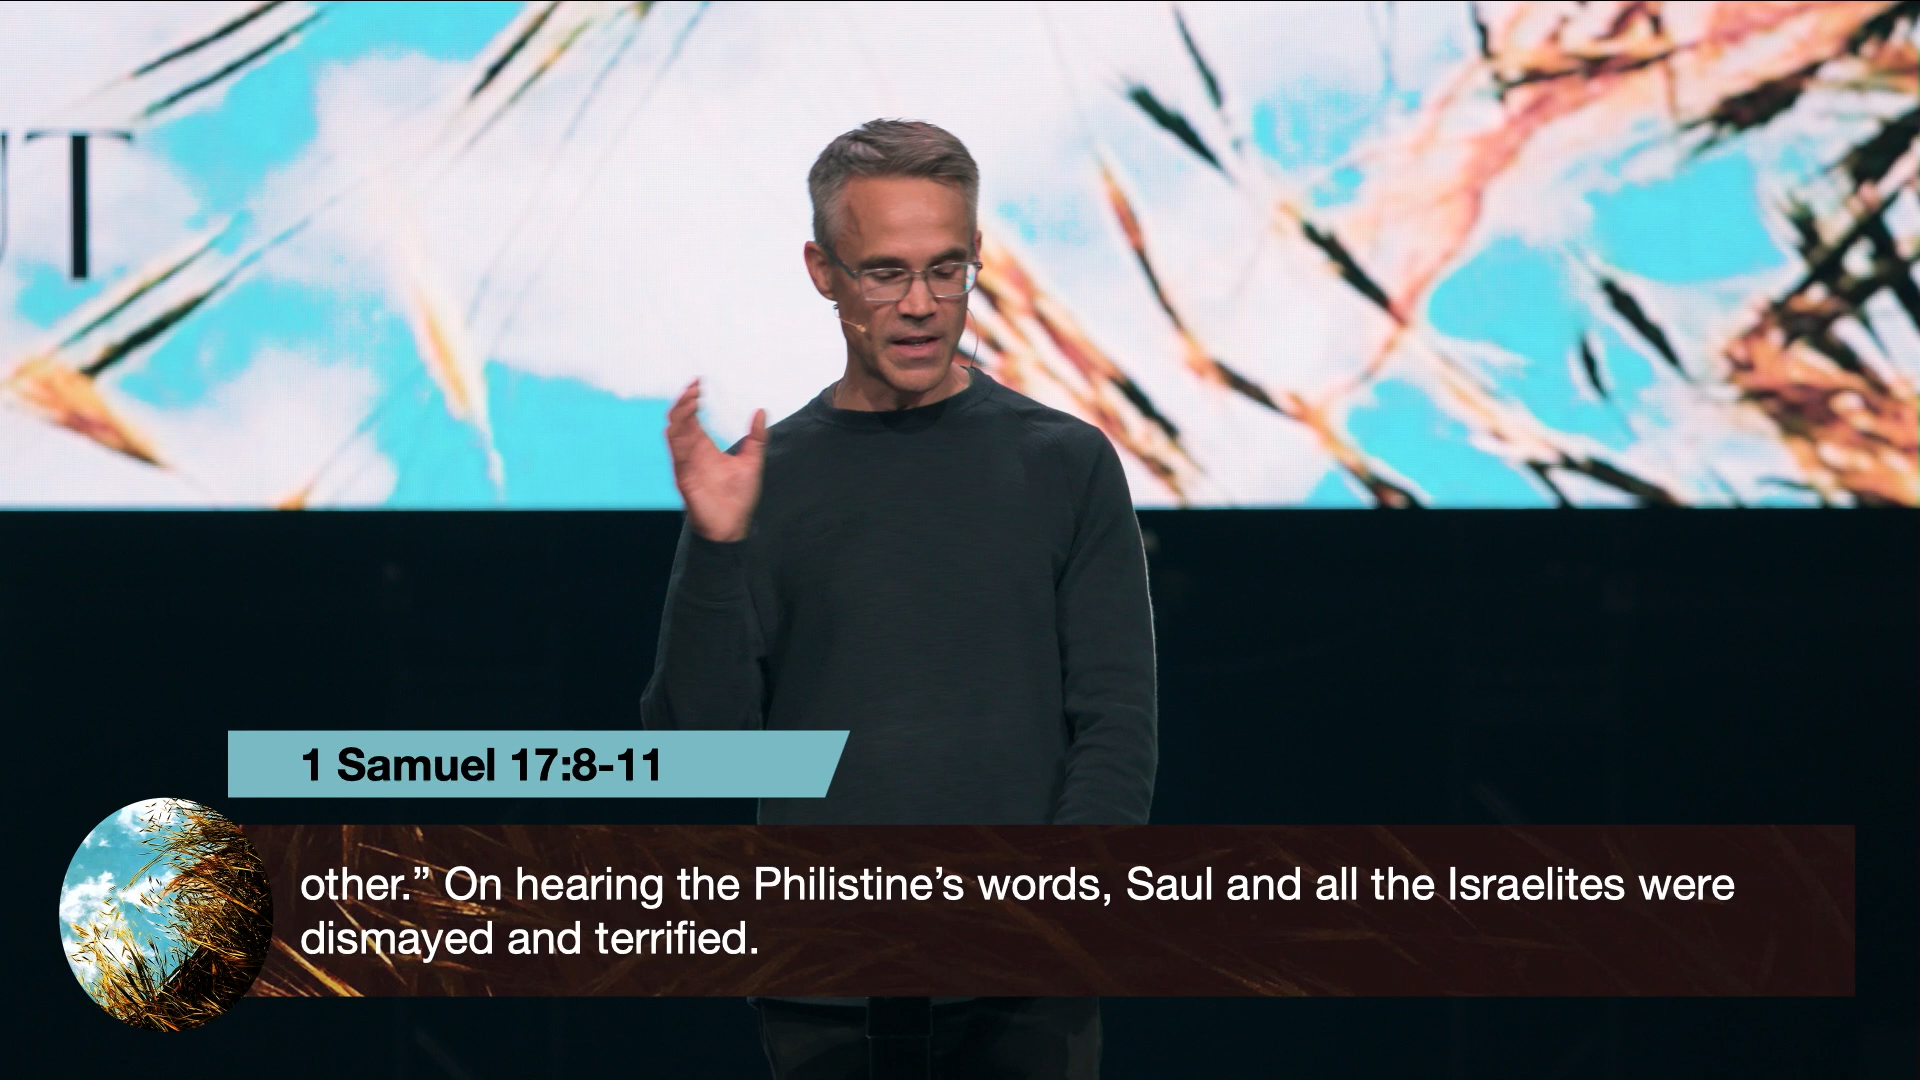 UT
1 Samuel 17:8-11
other.” On hearing the Philistine’s words, Saul and all the Israelites were
dismayed and terrified.